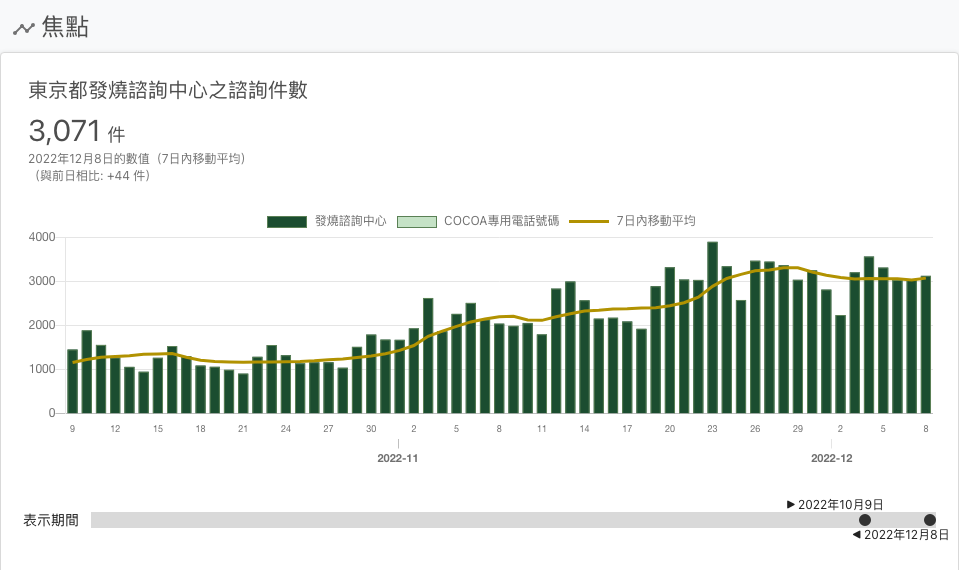 焦點
東京都發燒諮詢中心之諮詢件數
3,071 件
2022年12月8日的數值（7日內移動平均）
（與前日相比: +44 件）
發燒諮詢中心 COCOA專用電話號碼 7日內移動平均
4000
3000
2000
1000
0
9 12 15 18 21 24 27 30 2 5 8 11 14 17 20 23 26 29 2 5 8
2022-11 2022-12
▶ 2022年10月9日
表示期間
◀ 2022年12月8日